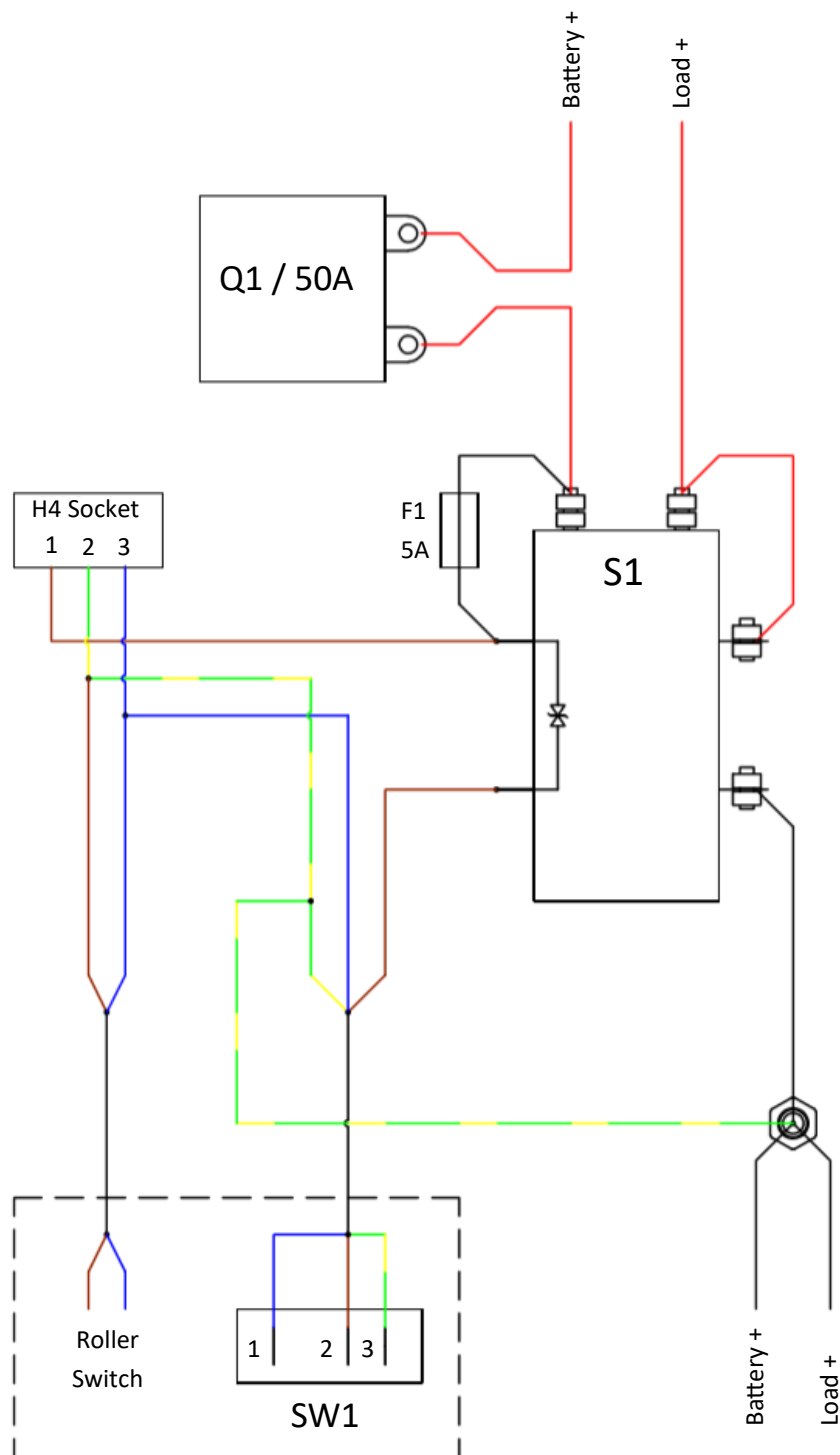 Battery +
Load +
Q1 / 50A
H4 Socket
1 2 3
F1
5A
S1
Roller
Switch
1 2 3
SW1
Battery +
Load +